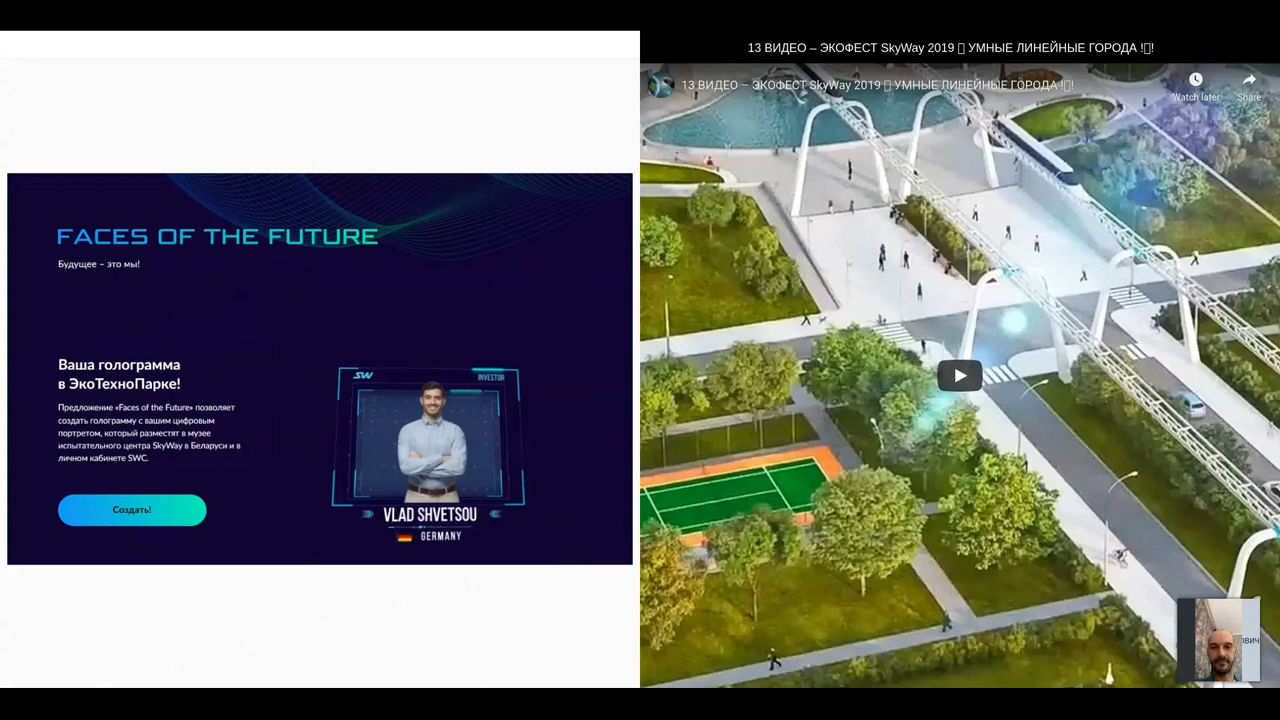 FACES OF THE FUTURE
Будущее – это мы!
Ваша голограмма
в ЭкоТехноПарке!
Предложение «Faces of the Future» позволяет
создать голограмму с вашим цифровым
портретом, который разместят в музее
испытательного центра SkyWay в Беларуси и в
личном кабинете SWC.
Создать!
SW
INVESTOR
VLAD SHVETSOU
GERMANY
13 ВИДЕО – ЭКОФЕСТ SkyWay 2019 УМНЫЕ ЛИНЕЙНЫЕ ГОРОДА !!
13 ВИДЕО – ЭКОФЕСТ SkyWay 2019 УМНЫЕ ЛИНЕЙНЫЕ ГОРОДА !!
Watch later
Share
ович